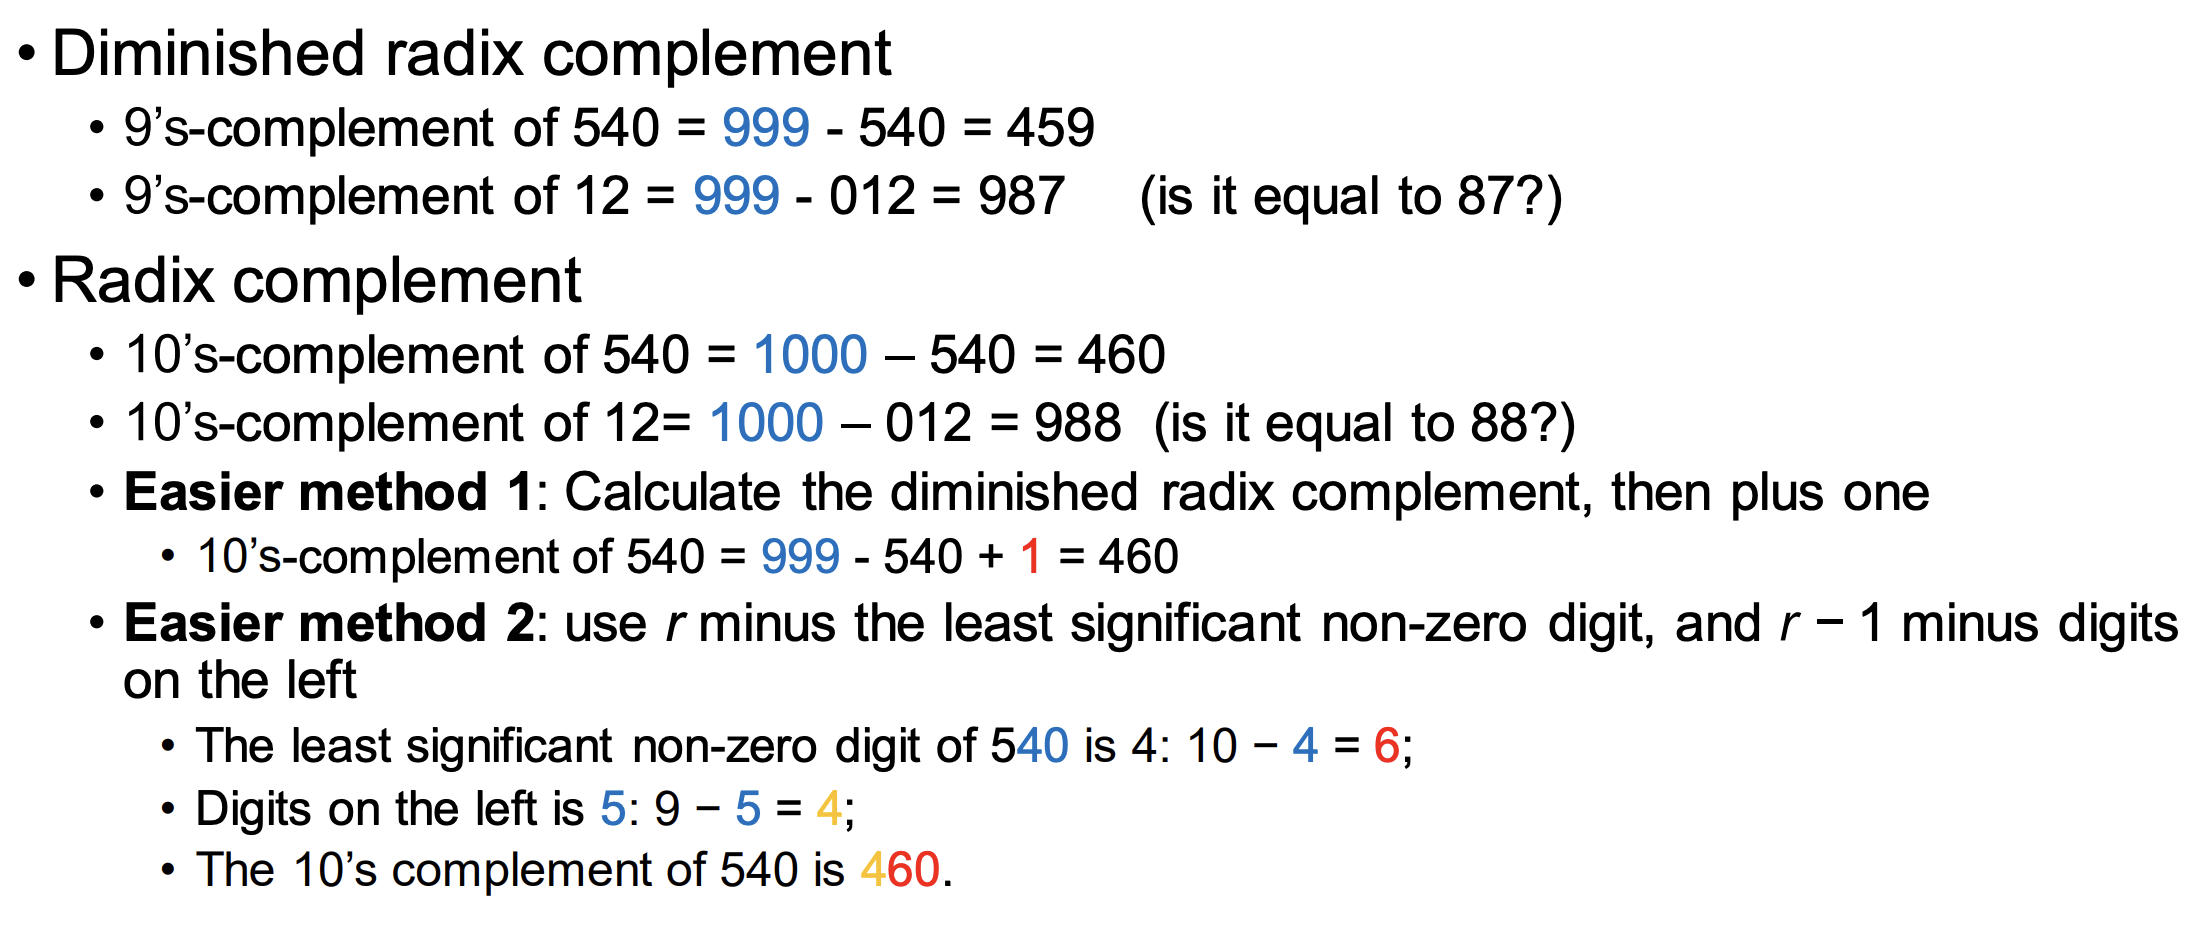 • Diminished radix complement
• 9’s-complement of 540 = 999 - 540 = 459
• 9’s-complement of 12 = 999 - 012 = 987 (is it equal to 87?)
• Radix complement
• 10’s-complement of 540 = 1000 – 540 = 460
• 10’s-complement of 12= 1000 – 012 = 988 (is it equal to 88?)
• Easier method 1: Calculate the diminished radix complement, then plus one
• 10’s-complement of 540 = 999 - 540 + 1 = 460
• Easier method 2: use r minus the least significant non-zero digit, and r − 1 minus digits
on the left
• The least significant non-zero digit of 540 is 4: 10 − 4 = 6;
• Digits on the left is 5: 9 − 5 = 4;
• The 10’s complement of 540 is 460.